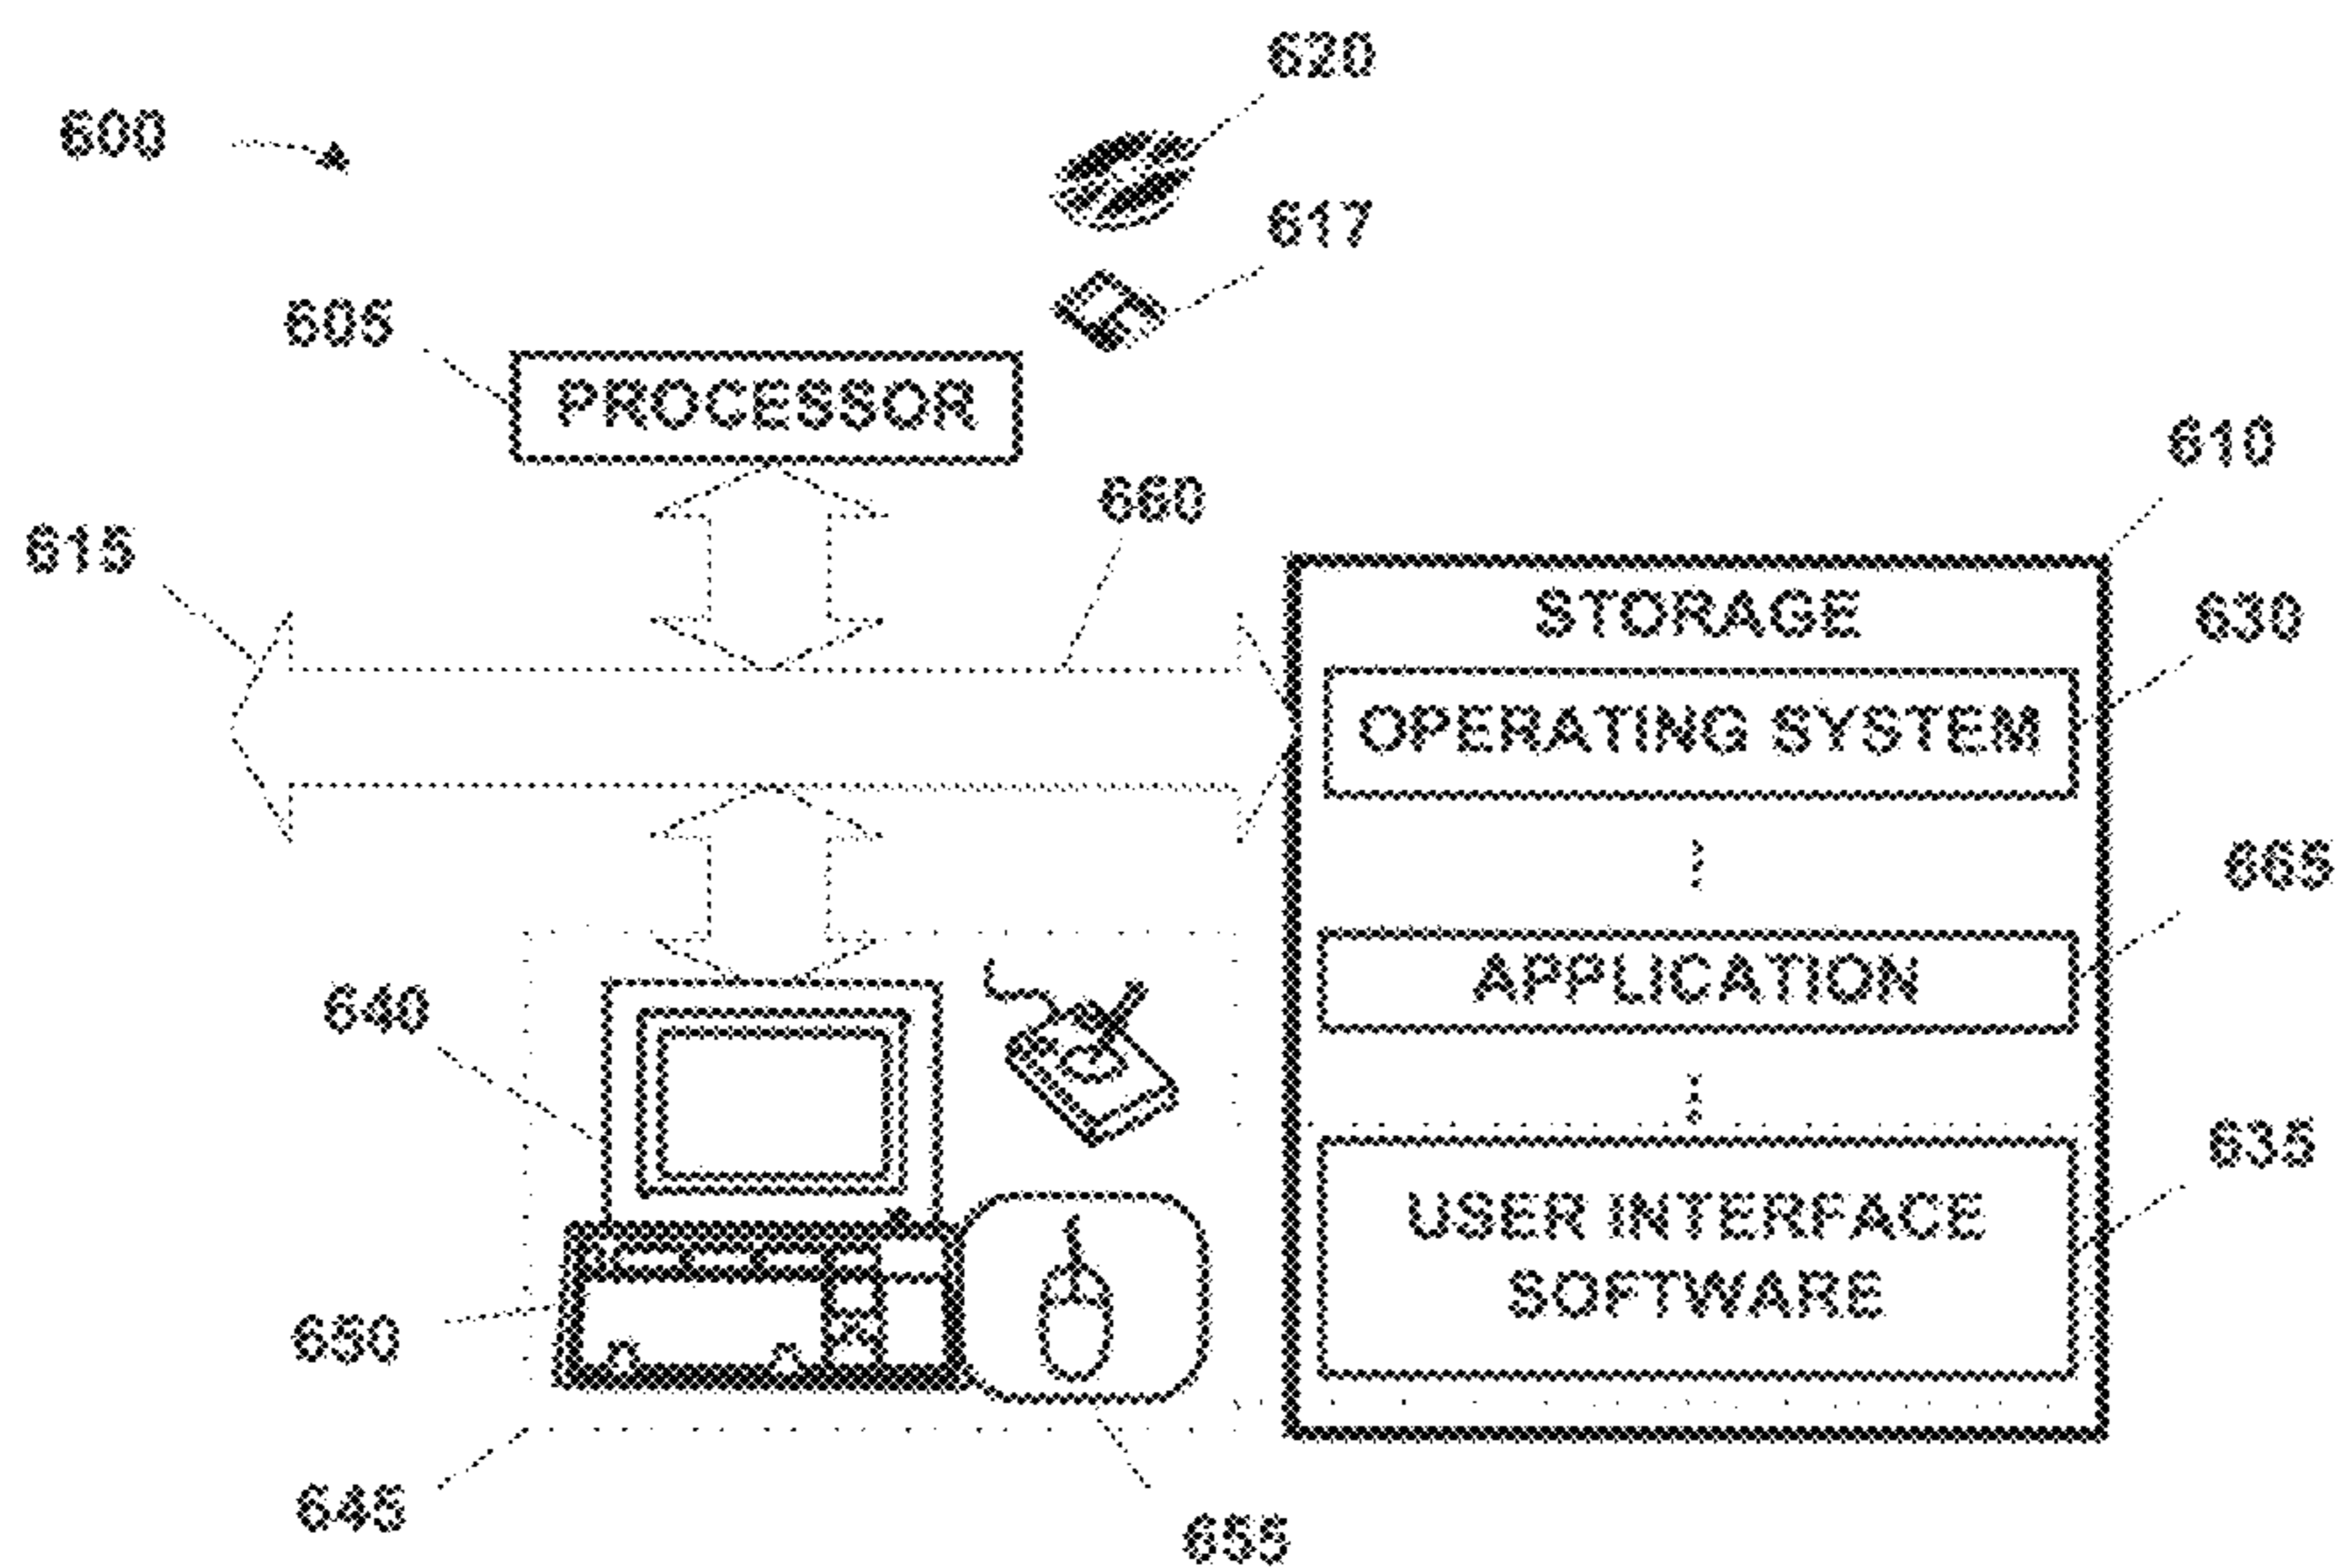 620
600
617
605
PROCESSOR
610
660
615
STORAGE
630
OPERATING SYSTEM
665
APPLICATION
640
635
USER INTERFACE
SOFTWARE
650
645
655